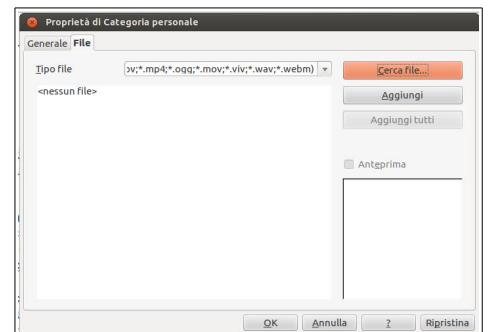 Proprietà di Categoria personale
Generale File
Tipo file
ov;*.mp4;*.ogg;*.mov;*.viv;*.wav;*.webm)
Cerca file...
<nessun file>
Aggiungi
Aggiungi tutti
Anteprima
OK Annulla ? Ripristina